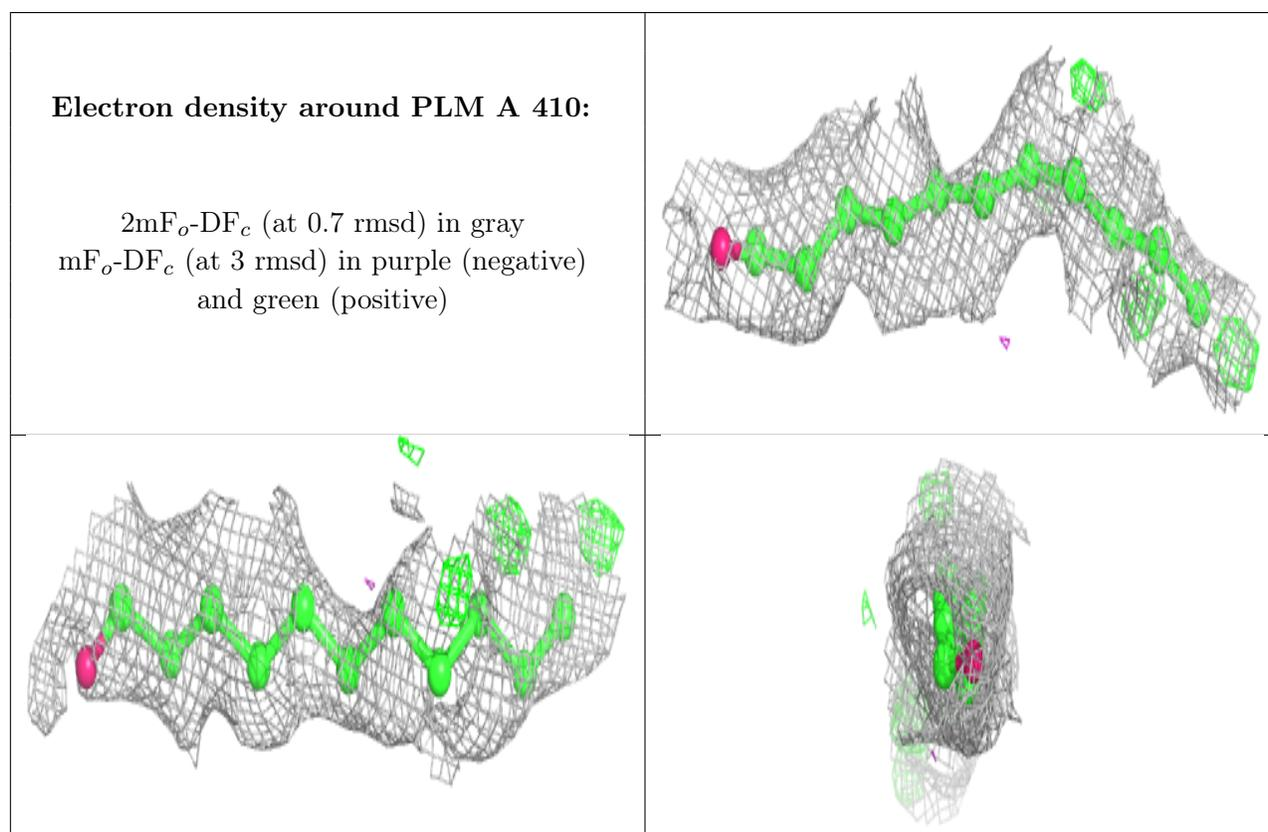 Electron density around PLM A 410:
2mFo-DFc (at 0.7 rmsd) in gray
mFo-DFc (at 3 rmsd) in purple (negative)
and green (positive)